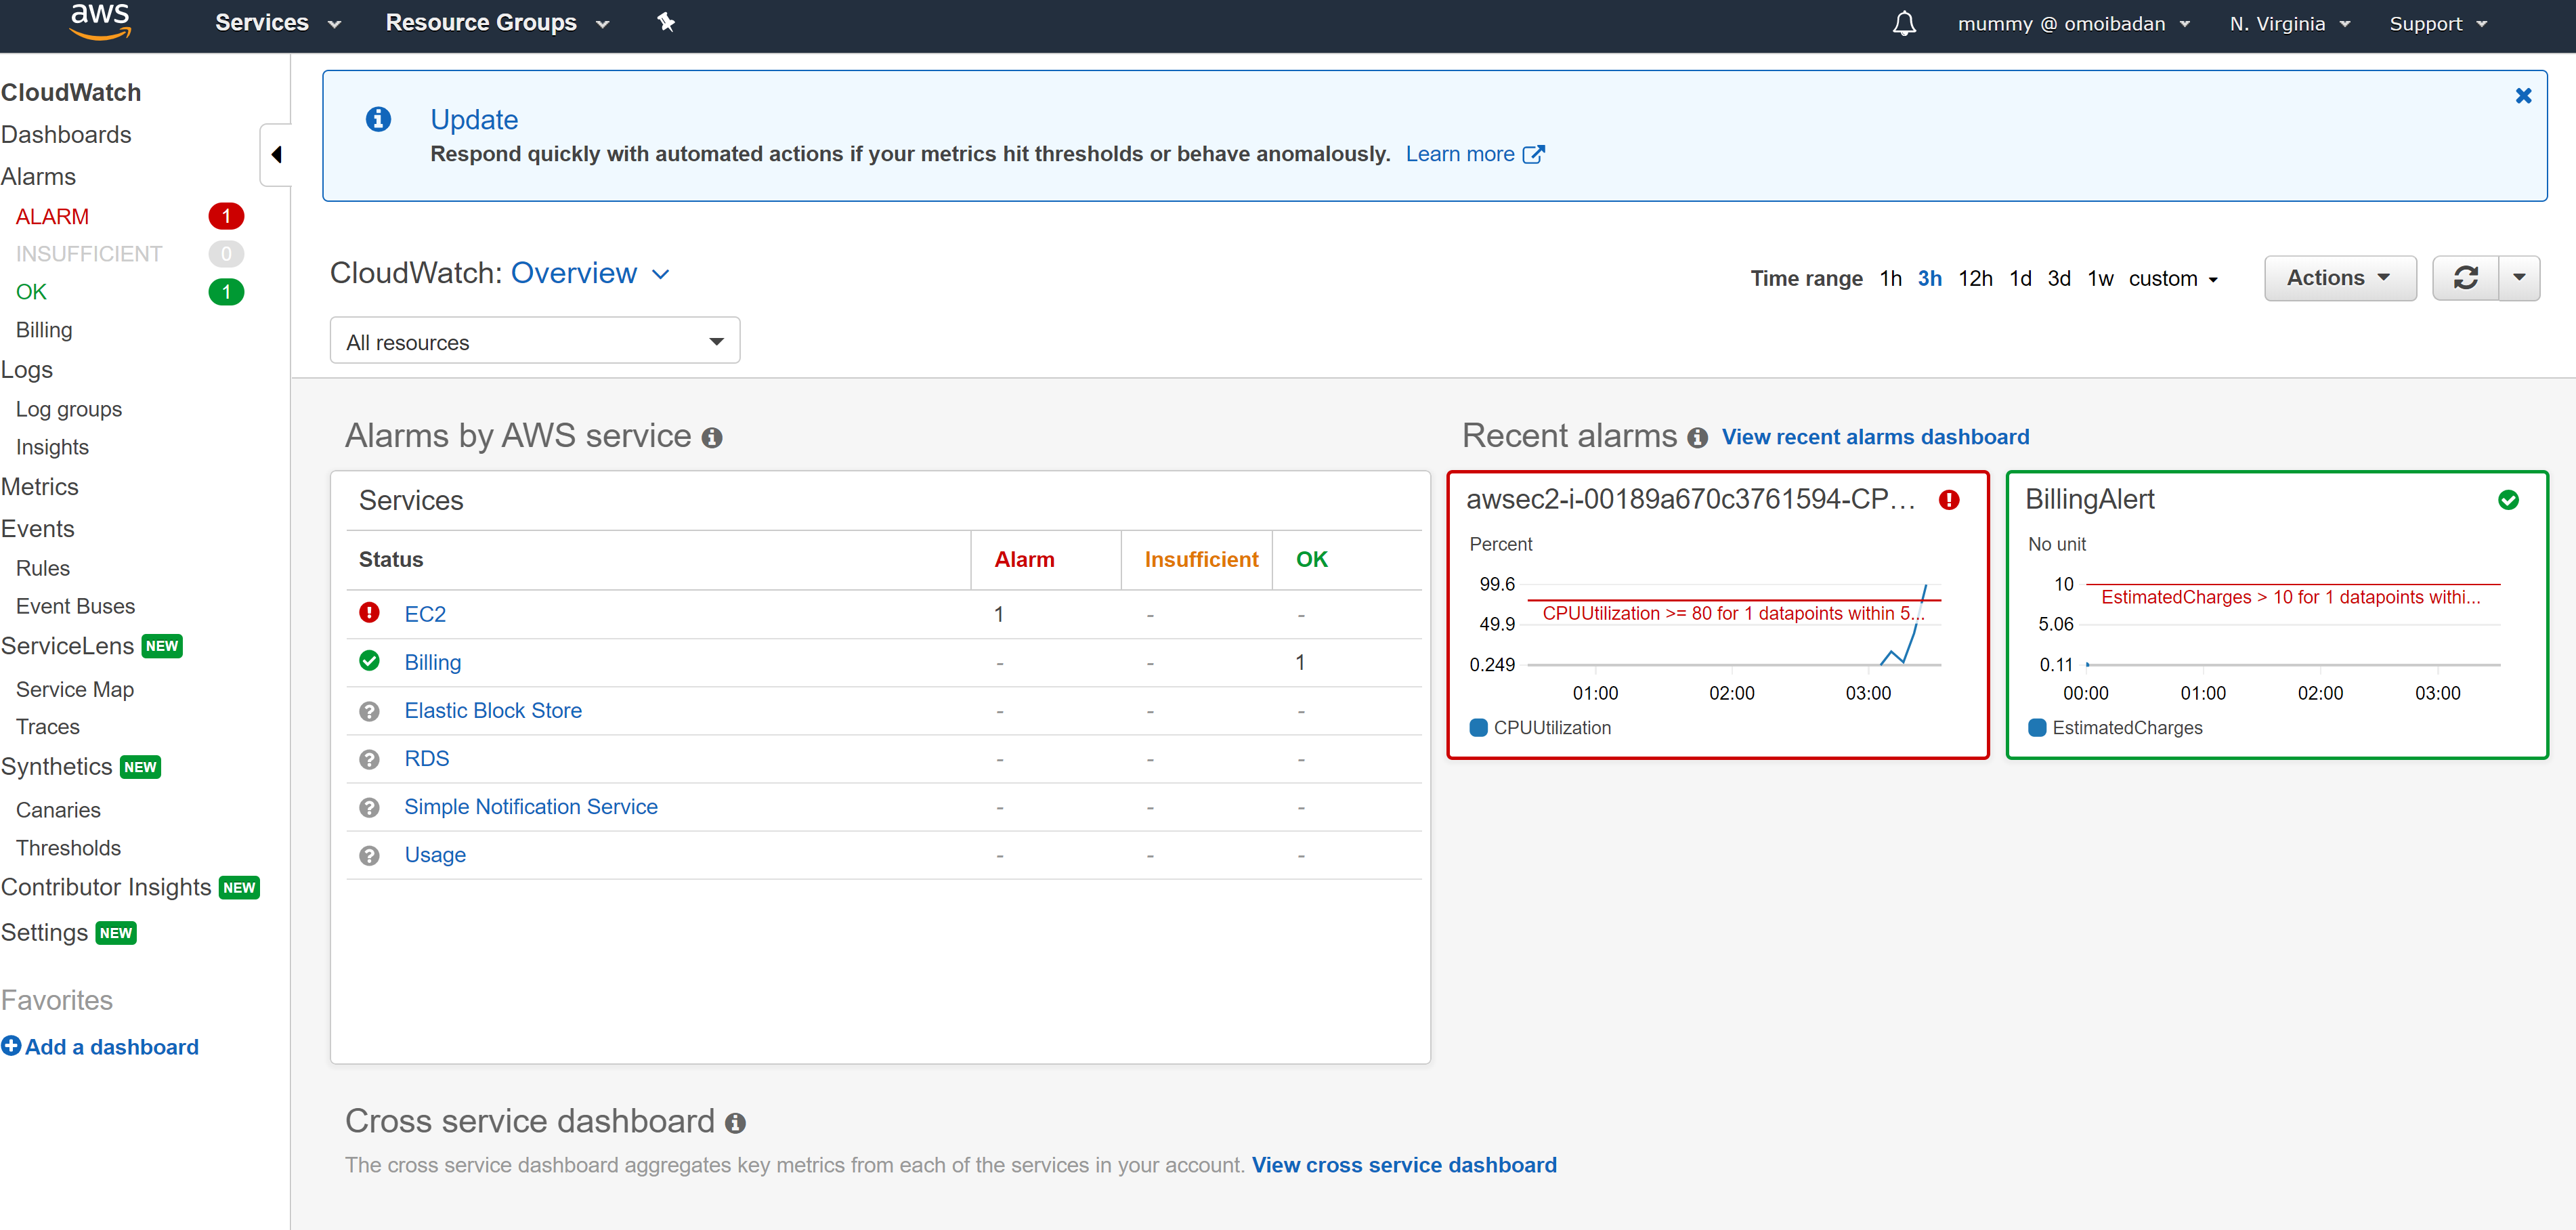 aws
Services
Resource Groups
mummy @ omoibadan
N. Virginia
Support
CloudWatch
Dashboards
Alarms
ALARM 1
INSUFFICIENT 0
OK 1
Billing
Logs
Log groups
Insights
Metrics
Events
Rules
Event Buses
ServiceLens NEW
Service Map
Traces
Synthetics NEW
Canaries
Thresholds
Contributor Insights NEW
Settings NEW
Favorites
Add a dashboard
Update
Respond quickly with automated actions if your metrics hit thresholds or behave anomalously. Learn more
CloudWatch: Overview
Time range 1h 3h 12h 1d 3d 1w custom
Actions
All resources
Alarms by AWS service
Services
Status Alarm Insufficient OK
EC2 1 - -
Billing - - 1
Elastic Block Store - - -
RDS - - -
Simple Notification Service - - -
Usage - - -
Recent alarms View recent alarms dashboard
awsec2-i-00189a670c3761594-CP...
Percent
99.6
CPUUtilization >= 80 for 1 datapoints within 5...
49.9
0.249
01:00 02:00 03:00
CPUUtilization
BillingAlert
No unit
10
EstimatedCharges > 10 for 1 datapoints withi...
5.06
0.11
00:00 01:00 02:00 03:00
EstimatedCharges
Cross service dashboard
The cross service dashboard aggregates key metrics from each of the services in your account. View cross service dashboard